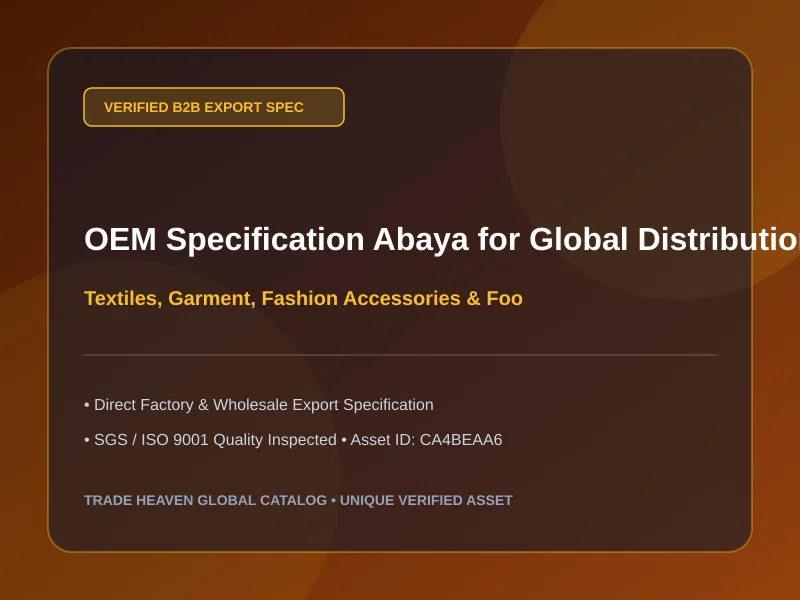 VERIFIED B2B EXPORT SPEC
OEM Specification Abaya for Global Distributio
Textiles, Garment, Fashion Accessories & Foo
• Direct Factory & Wholesale Export Specification
• SGS / ISO 9001 Quality Inspected • Asset ID: CA4BEAA6
TRADE HEAVEN GLOBAL CATALOG • UNIQUE VERIFIED ASSET